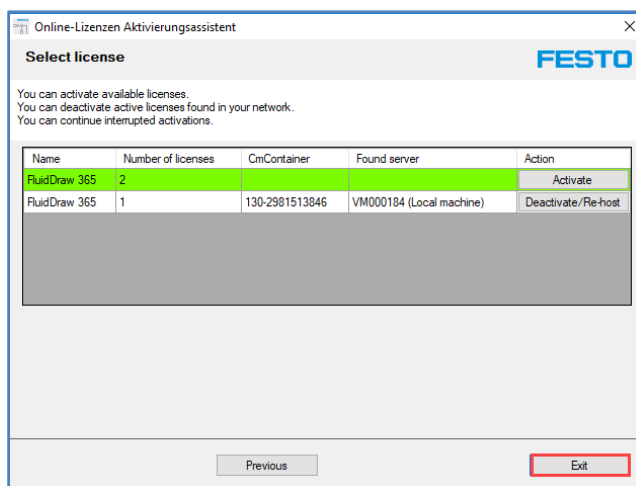 Online-Lizenzen Aktivierungsassistent
Select license
FESTO
You can activate available licenses.
You can deactivate active licenses found in your network.
You can continue interrupted activations.
Name Number of licenses CmContainer Found server Action
FluidDraw 365 2 Activate
FluidDraw 365 1 130-2981513846 VM000184 (Local machine) Deactivate/Re-host
Previous Exit